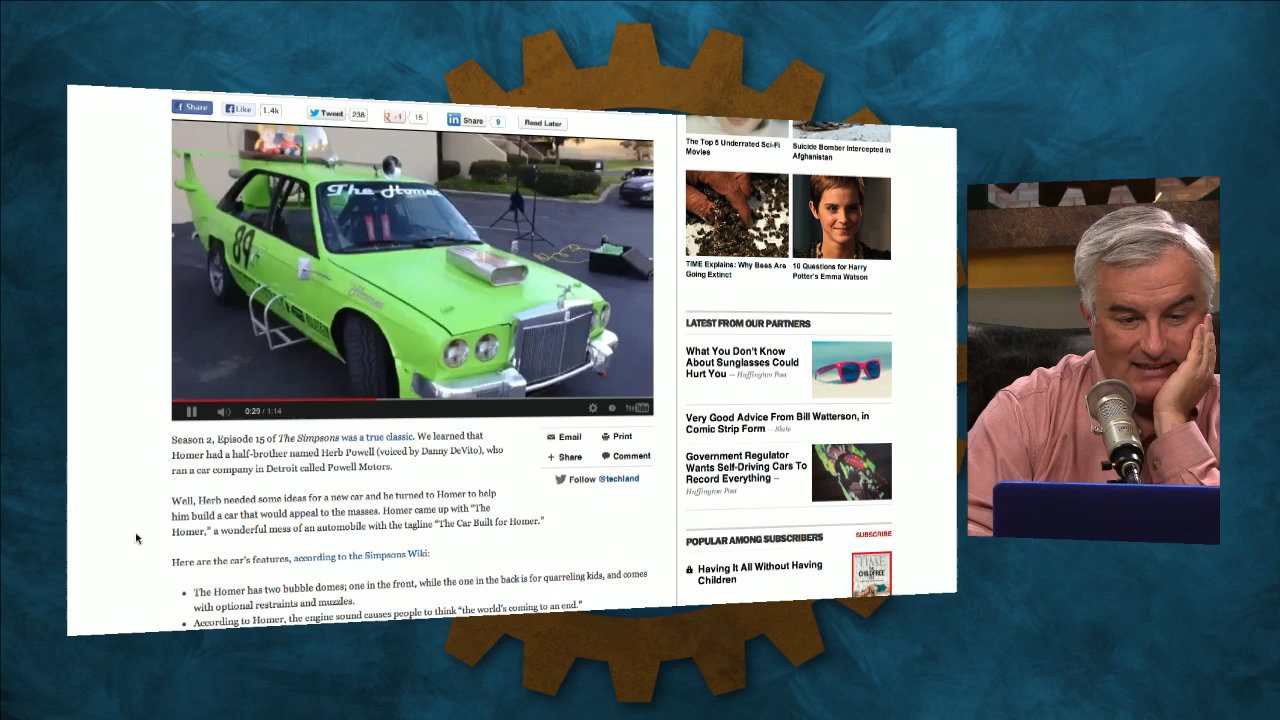 Share
Like
1.4k
Tweet
238
+1
15
Share
9
Read Later
The Homer
89
0:29 / 1:14
YouTube
Season 2, Episode 15 of The Simpsons was a true classic. We learned that
Homer had a half-brother named Herb Powell (voiced by Danny DeVito), who
ran a car company in Detroit called Powell Motors.
Email
Print
Share
Comment
Follow @techland
Well, Herb needed some ideas for a new car and he turned to Homer to help
him build a car that would appeal to the masses. Homer came up with "The
Homer," a wonderful mess of an automobile with the tagline "The Car Built for Homer."
Here are the car's features, according to the Simpsons Wiki:
• The Homer has two bubble domes; one in the front, while the one in the back is for quarreling kids, and comes
with optional restraints and muzzles.
• According to Homer, the engine sound causes people to think "the world's coming to an end."
The Top 5 Underrated Sci-Fi
Movies
Suicide Bomber Intercepted in
Afghanistan
TIME Explains: Why Bees Are
Going Extinct
10 Questions for Harry
Potter's Emma Watson
LATEST FROM OUR PARTNERS
What You Don't Know
About Sunglasses Could
Hurt You — Huffington Post
Very Good Advice From Bill Watterson, in
Comic Strip Form — Slate
Government Regulator
Wants Self-Driving Cars To
Record Everything —
Huffington Post
POPULAR AMONG SUBSCRIBERS
SUBSCRIBE
Having It All Without Having
Children
TIME
THE
CHILDFREE
LIFE